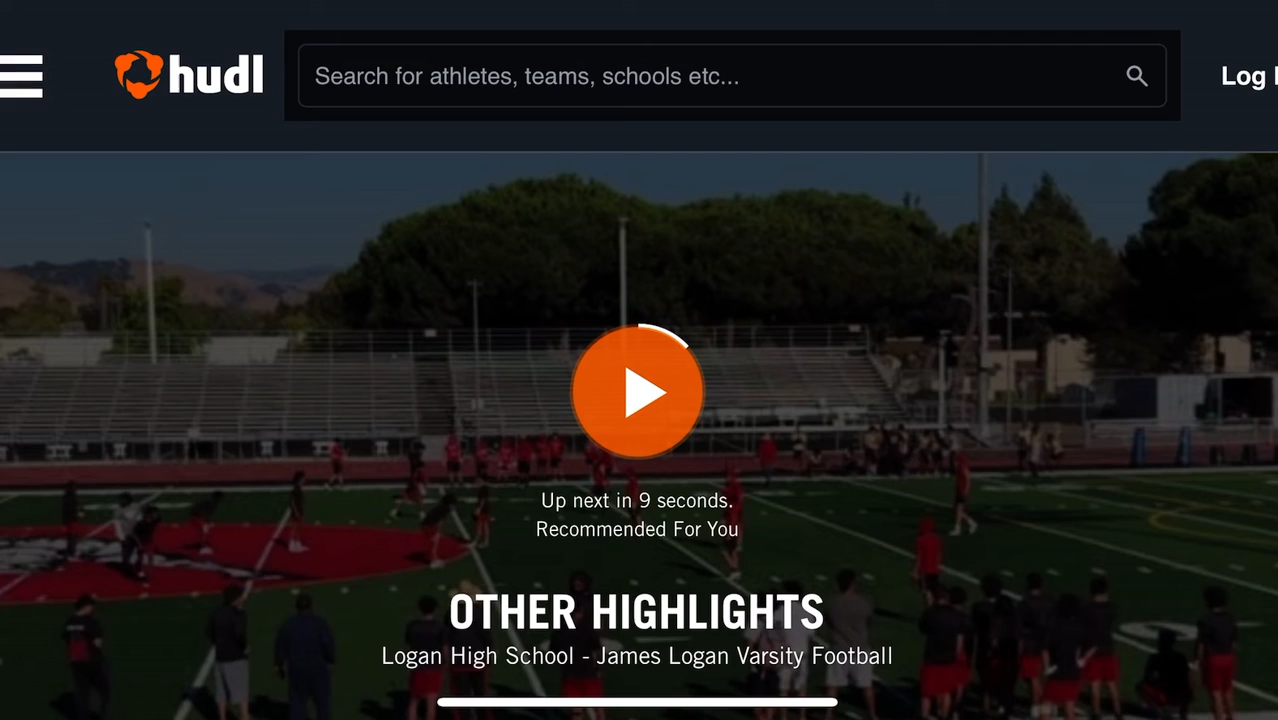 hudl
Search for athletes, teams, schools etc...
Log
Up next in 9 seconds.
Recommended For You
OTHER HIGHLIGHTS
Logan High School - James Logan Varsity Football